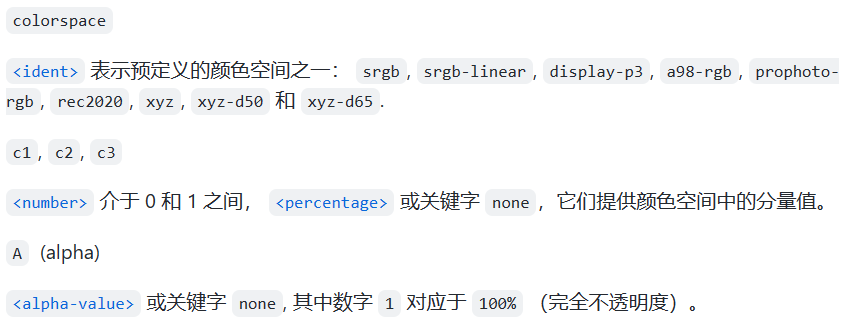 colorspace
<ident> 表示预定义的颜色空间之一： srgb, srgb-linear, display-p3, a98-rgb, prophoto-
rgb, rec2020, xyz, xyz-d50 和 xyz-d65.
c1, c2, c3
<number> 介于 0 和 1 之间， <percentage> 或关键字 none，它们提供颜色空间中的分量值。
A (alpha)
<alpha-value> 或关键字 none, 其中数字 1 对应于 100% （完全不透明度）。